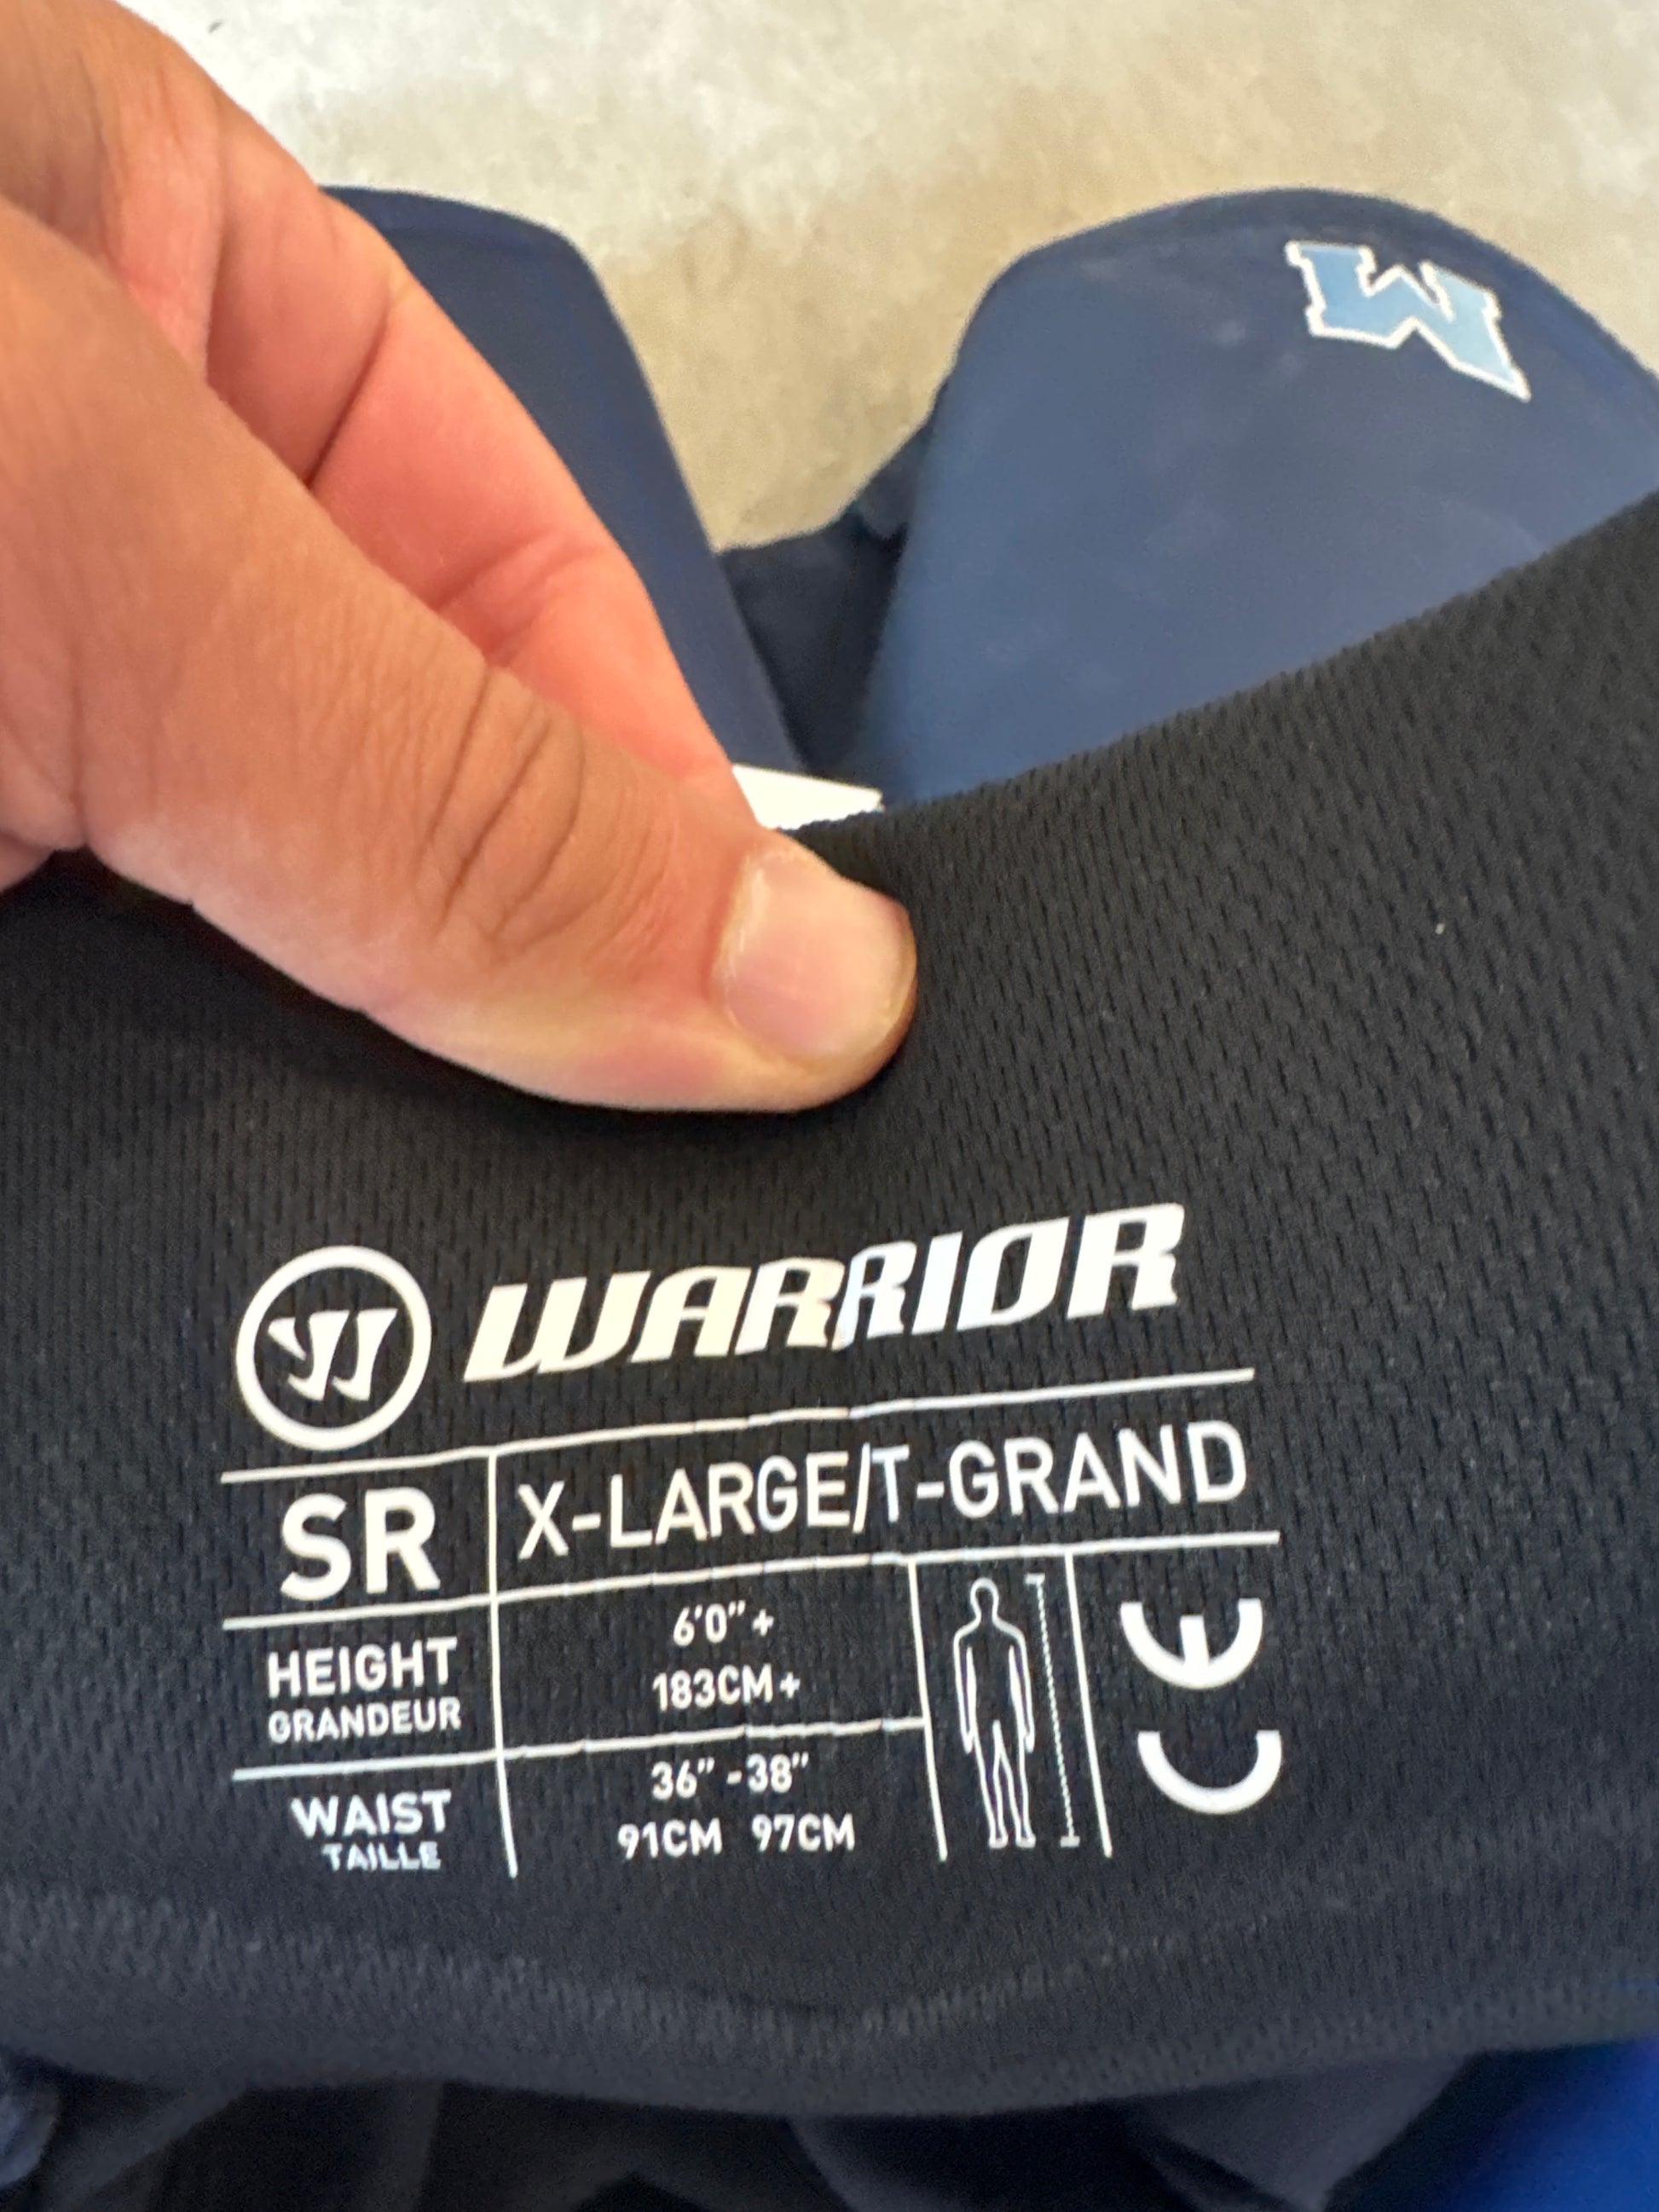 M
WARRIOR
SR X-LARGE/T-GRAND
HEIGHT
GRANDEUR
6'0" +
183CM+
WAIST
TAILLE
36" -38"
91CM 97CM
CE